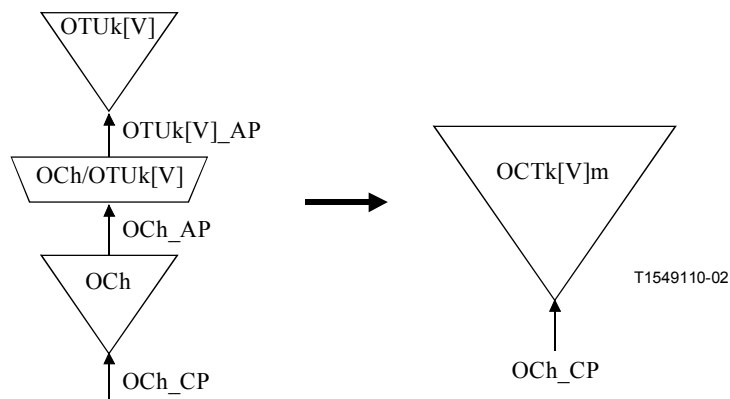 OTUk[V]
OTUk[V]_AP
OCh/OTUk[V]
OCh_AP
OCh
OCh_CP
OCTk[V]m
T1549110-02
OCh_CP